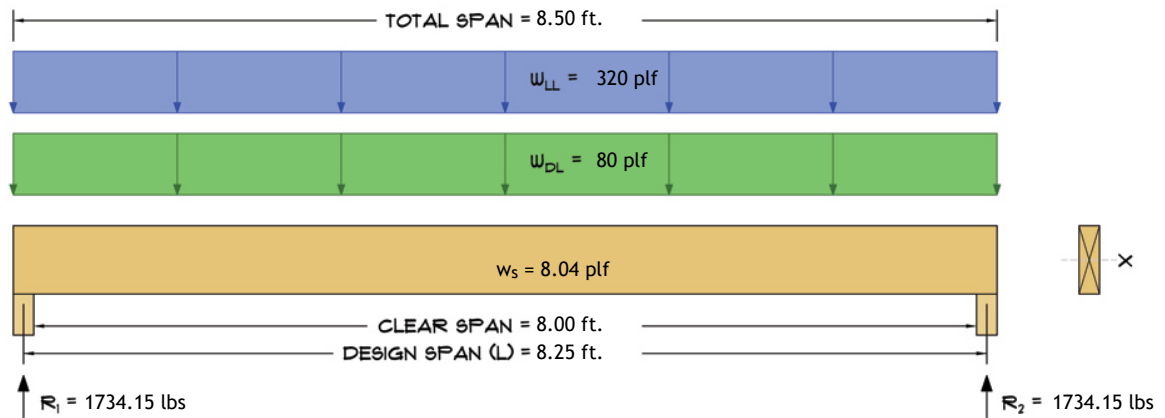 TOTAL SPAN = 8.50 ft.
WLL = 320 plf
WDL = 80 plf
ws = 8.04 plf
X
CLEAR SPAN = 8.00 ft.
DESIGN SPAN (L) = 8.25 ft.
R1 = 1734.15 lbs
R2 = 1734.15 lbs